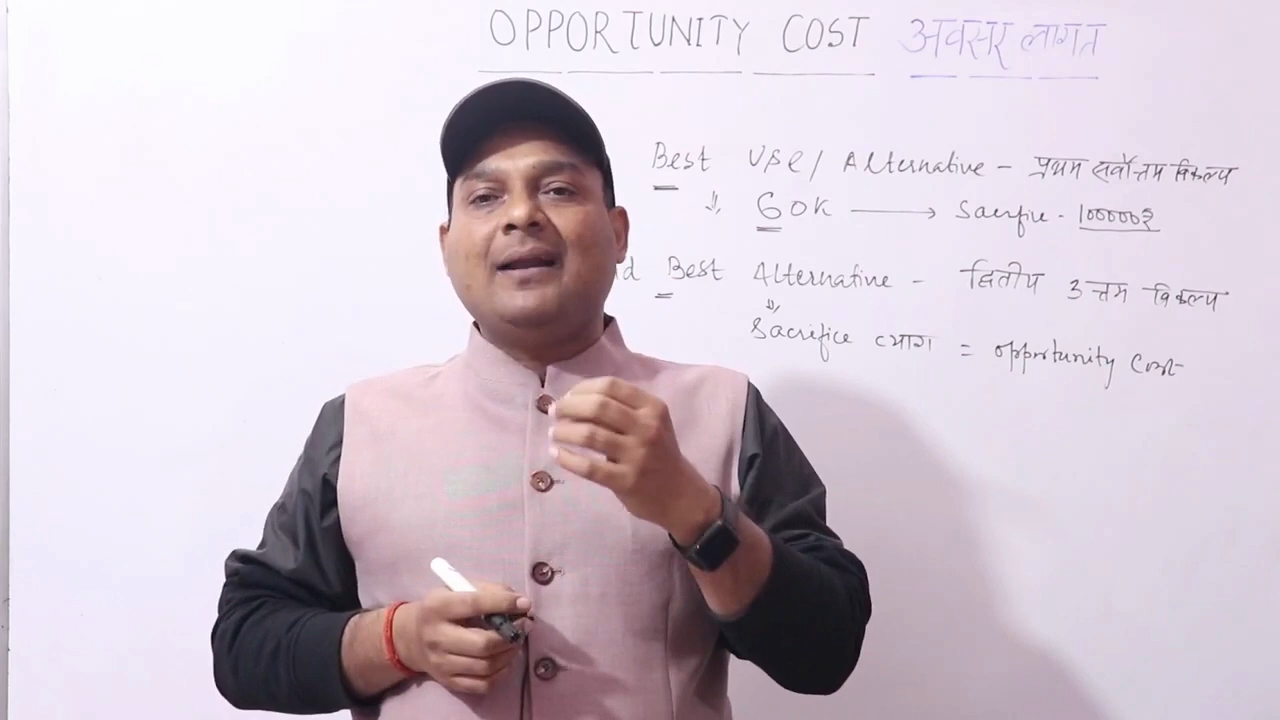 OPPORTUNITY COST अवसर लागत
Best Use / Alternative - प्रथम सर्वोत्तम विकल्प
⇓ 60K → Sacrifice - 100000₹
Best Alternative - द्वितीय उत्तम विकल्प
⇓
Sacrifice त्याग = opportunity cost